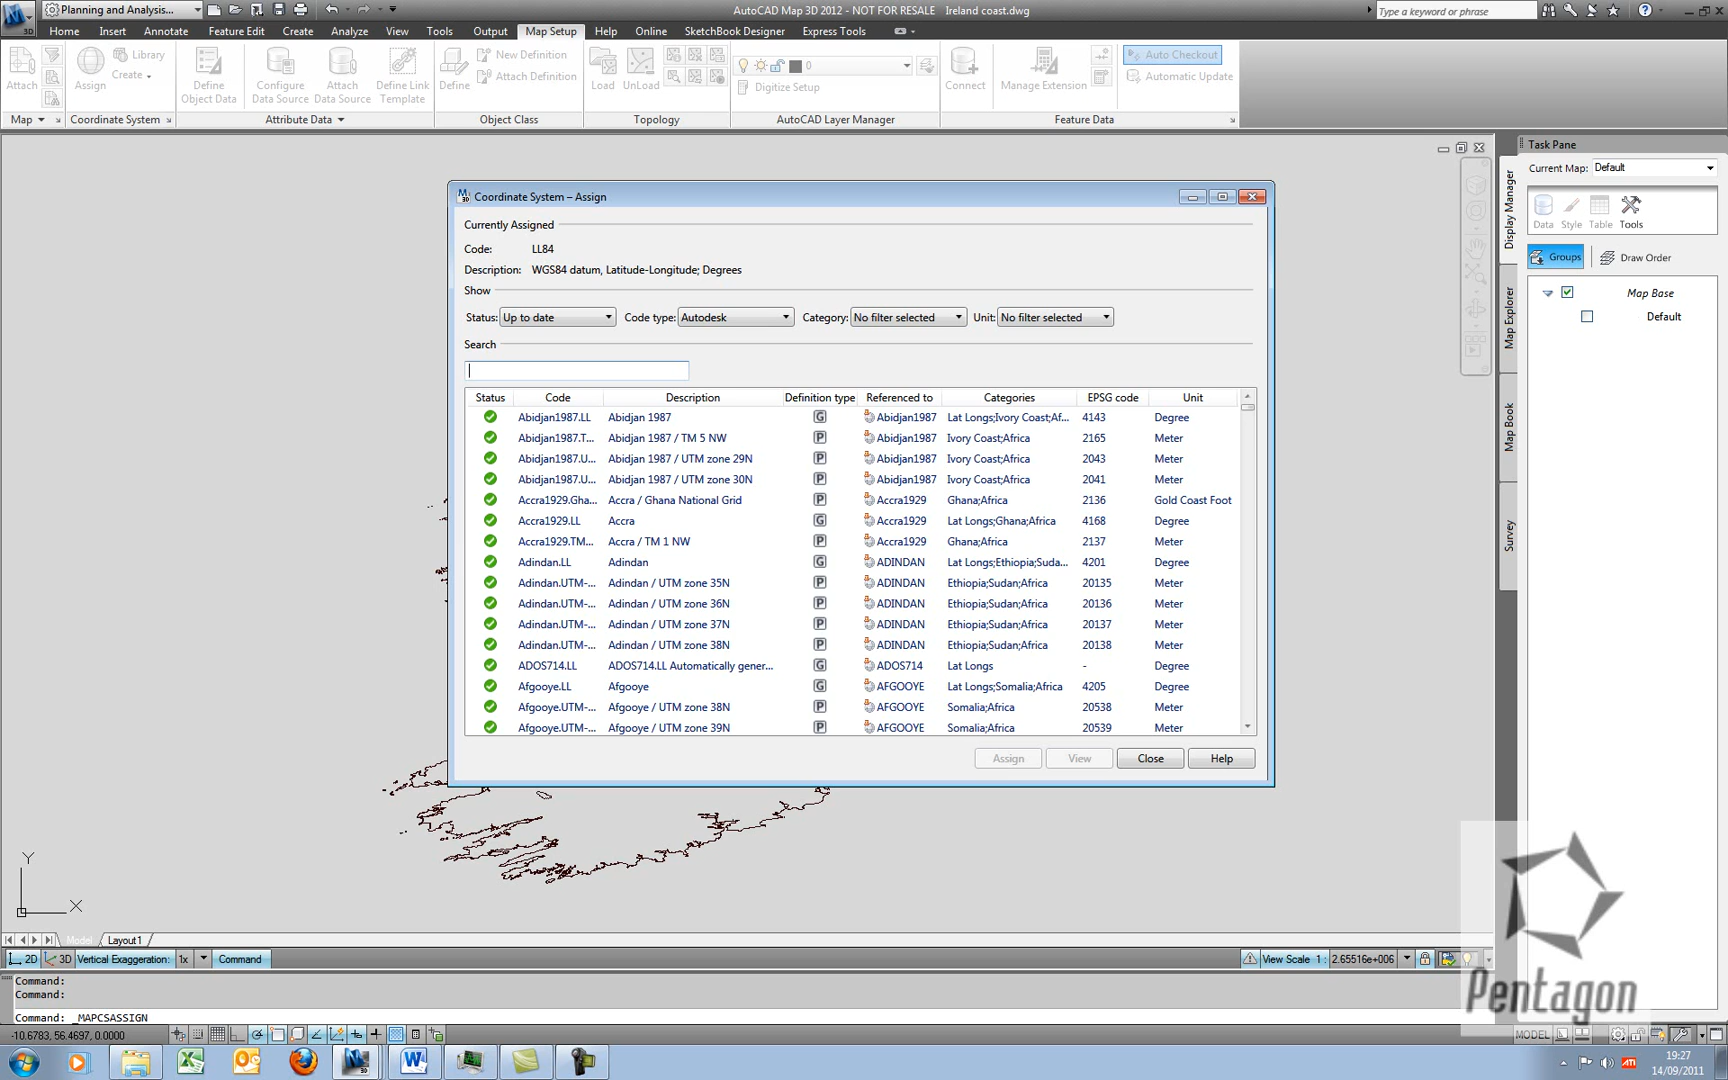 Planning and Analysis...
AutoCAD Map 3D 2012 - NOT FOR RESALE Ireland coast.dwg
Type a keyword or phrase
Home Insert Annotate Feature Edit Create Analyze View Tools Output Map Setup Help Online SketchBook Designer Express Tools
Attach
Library
Create
Assign
Define Object Data
Configure Data Source
Attach Data Source
Define Link Template
Define
New Definition
Attach Definition
Load
UnLoad
0
Digitize Setup
Connect
Manage Extension
Auto Checkout
Automatic Update
Map Coordinate System Attribute Data Object Class Topology AutoCAD Layer Manager Feature Data
Coordinate System – Assign
Currently Assigned
Code: LL84
Description: WGS84 datum, Latitude-Longitude; Degrees
Show
Status: Up to date Code type: Autodesk Category: No filter selected Unit: No filter selected
Search
Status Code Description Definition type Referenced to Categories EPSG code Unit
Abidjan1987.LL Abidjan 1987 G Abidjan1987 Lat Longs;Ivory Coast;Af... 4143 Degree
Abidjan1987.T... Abidjan 1987 / TM 5 NW P Abidjan1987 Ivory Coast;Africa 2165 Meter
Abidjan1987.U... Abidjan 1987 / UTM zone 29N P Abidjan1987 Ivory Coast;Africa 2043 Meter
Abidjan1987.U... Abidjan 1987 / UTM zone 30N P Abidjan1987 Ivory Coast;Africa 2041 Meter
Accra1929.Gha... Accra / Ghana National Grid P Accra1929 Ghana;Africa 2136 Gold Coast Foot
Accra1929.LL Accra G Accra1929 Lat Longs;Ghana;Africa 4168 Degree
Accra1929.TM... Accra / TM 1 NW P Accra1929 Ghana;Africa 2137 Meter
Adindan.LL Adindan G ADINDAN Lat Longs;Ethiopia;Suda... 4201 Degree
Adindan.UTM-... Adindan / UTM zone 35N P ADINDAN Ethiopia;Sudan;Africa 20135 Meter
Adindan.UTM-... Adindan / UTM zone 36N P ADINDAN Ethiopia;Sudan;Africa 20136 Meter
Adindan.UTM-... Adindan / UTM zone 37N P ADINDAN Ethiopia;Sudan;Africa 20137 Meter
Adindan.UTM-... Adindan / UTM zone 38N P ADINDAN Ethiopia;Sudan;Africa 20138 Meter
ADOS714.LL ADOS714.LL Automatically gener... G ADOS714 Lat Longs - Degree
Afgooye.LL Afgooye G AFGOOYE Lat Longs;Somalia;Africa 4205 Degree
Afgooye.UTM-... Afgooye / UTM zone 38N P AFGOOYE Somalia;Africa 20538 Meter
Afgooye.UTM-... Afgooye / UTM zone 39N P AFGOOYE Somalia;Africa 20539 Meter
Assign View Close Help
Task Pane
Current Map: Default
Data Style Table Tools
Groups Draw Order
Map Base
Default
Display Manager
Map Explorer
Map Book
Survey
Y
X
Model Layout1
2D 3D Vertical Exaggeration: 1x Command
View Scale 1 : 2.65516e+006
Command:
Command:
Command: _MAPCSASSIGN
-10.6783, 56.4697, 0.0000
MODEL
Pentagon
19:27
14/09/2011